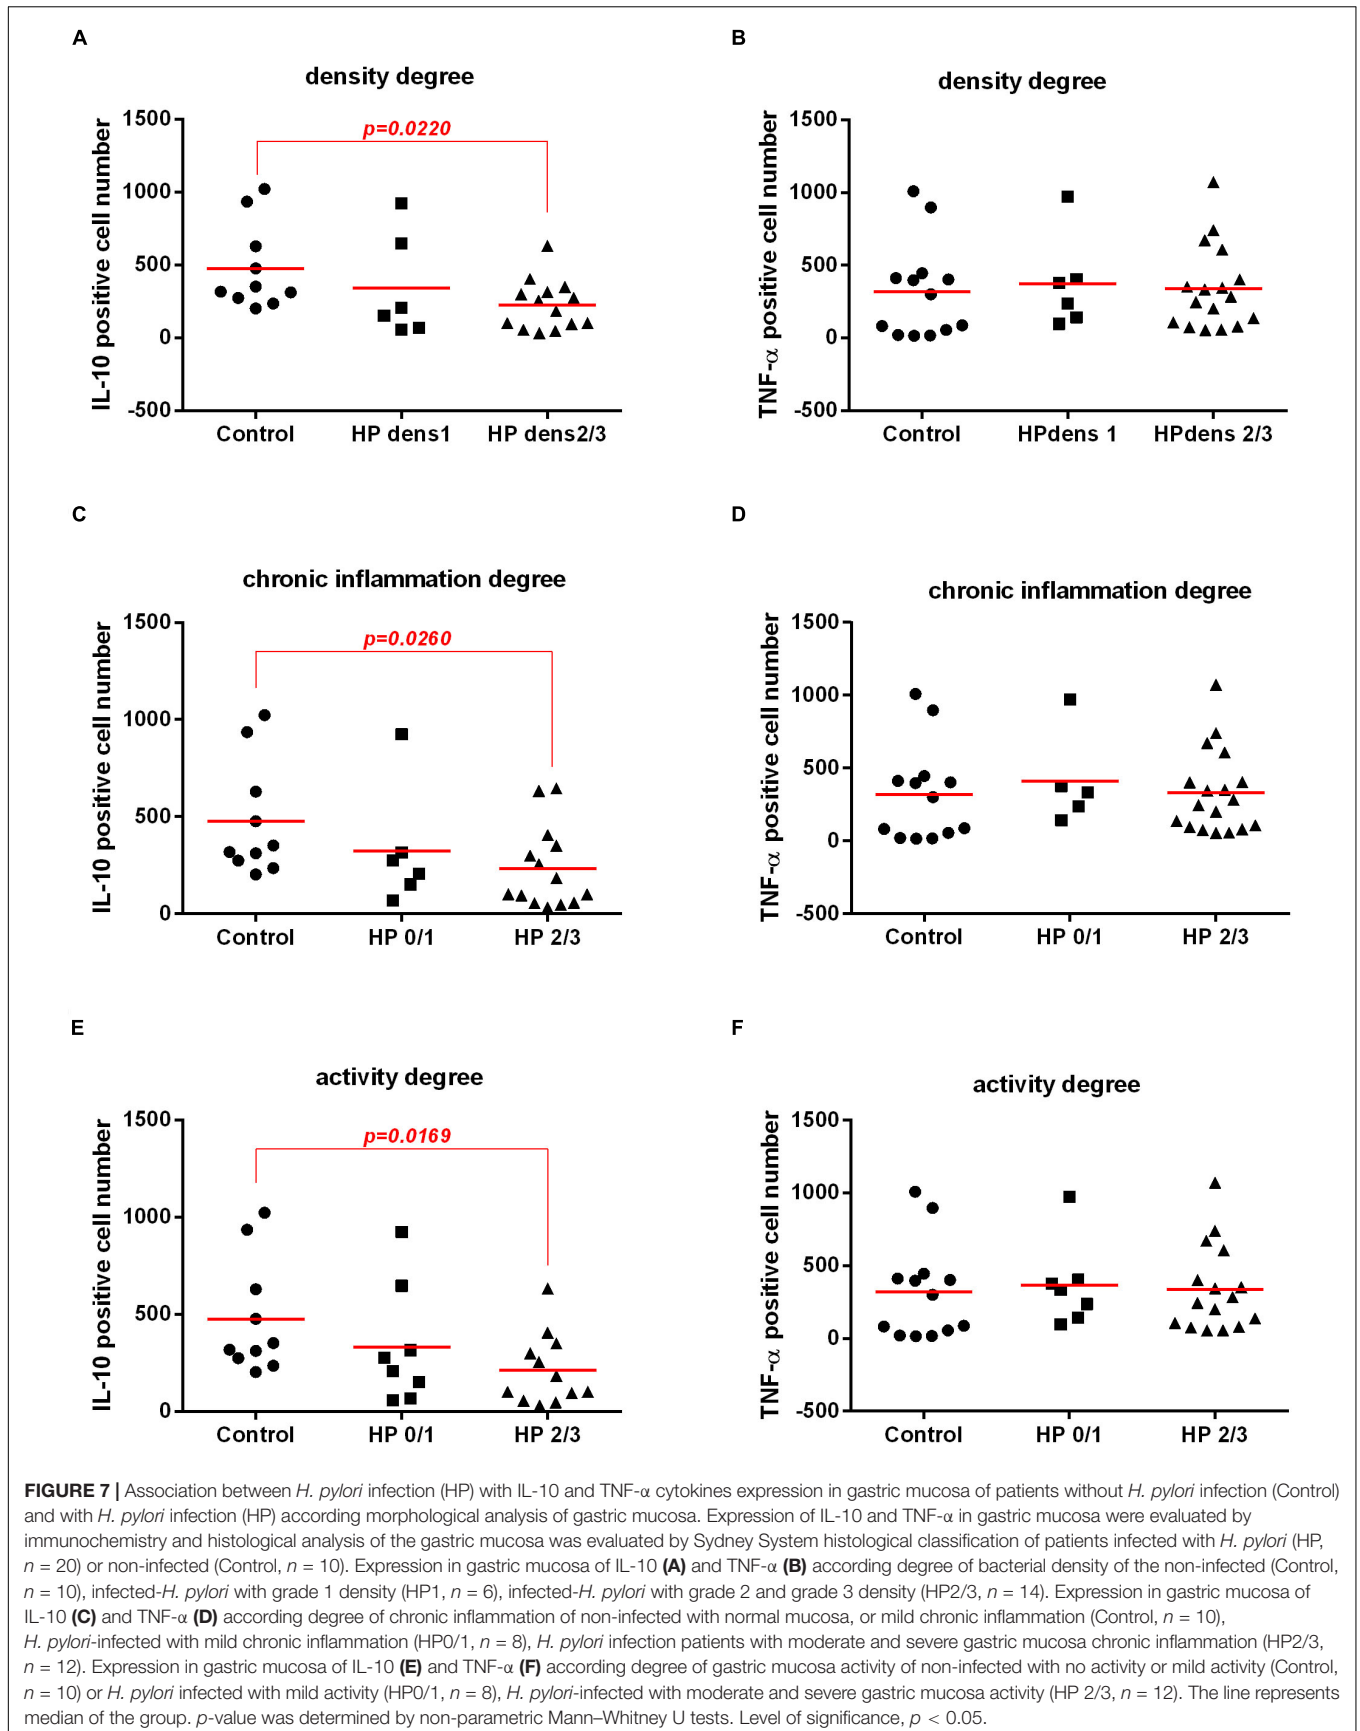 A
density degree
IL-10 positive cell number
1500
1000
500
0
-500
p=0.0220
Control
HP dens1
HP dens2/3
B
density degree
TNF-α positive cell number
1500
1000
500
0
-500
Control
HPdens 1
HPdens 2/3
C
chronic inflammation degree
IL-10 positive cell number
1500
1000
500
0
p=0.0260
Control
HP 0/1
HP 2/3
D
chronic inflammation degree
TNF-α positive cell number
1500
1000
500
0
-500
Control
HP 0/1
HP 2/3
E
activity degree
IL-10 positive cell number
1500
1000
500
0
p=0.0169
Control
HP 0/1
HP 2/3
F
activity degree
TNF-α positive cell number
1500
1000
500
0
-500
Control
HP 0/1
HP 2/3
FIGURE 7 | Association between H. pylori infection (HP) with IL-10 and TNF-α cytokines expression in gastric mucosa of patients without H. pylori infection (Control)
and with H. pylori infection (HP) according morphological analysis of gastric mucosa. Expression of IL-10 and TNF-α in gastric mucosa were evaluated by
immunochemistry and histological analysis of the gastric mucosa was evaluated by Sydney System histological classification of patients infected with H. pylori (HP,
n = 20) or non-infected (Control, n = 10). Expression in gastric mucosa of IL-10 (A) and TNF-α (B) according degree of bacterial density of the non-infected (Control,
n = 10), infected-H. pylori with grade 1 density (HP1, n = 6), infected-H. pylori with grade 2 and grade 3 density (HP2/3, n = 14). Expression in gastric mucosa of
IL-10 (C) and TNF-α (D) according degree of chronic inflammation of non-infected with normal mucosa, or mild chronic inflammation (Control, n = 10),
H. pylori-infected with mild chronic inflammation (HP0/1, n = 8), H. pylori infection patients with moderate and severe gastric mucosa chronic inflammation (HP2/3,
n = 12). Expression in gastric mucosa of IL-10 (E) and TNF-α (F) according degree of gastric mucosa activity of non-infected with no activity or mild activity (Control,
n = 10) or H. pylori infected with mild activity (HP0/1, n = 8), H. pylori-infected with moderate and severe gastric mucosa activity (HP 2/3, n = 12). The line represents
median of the group. p-value was determined by non-parametric Mann–Whitney U tests. Level of significance, p < 0.05.